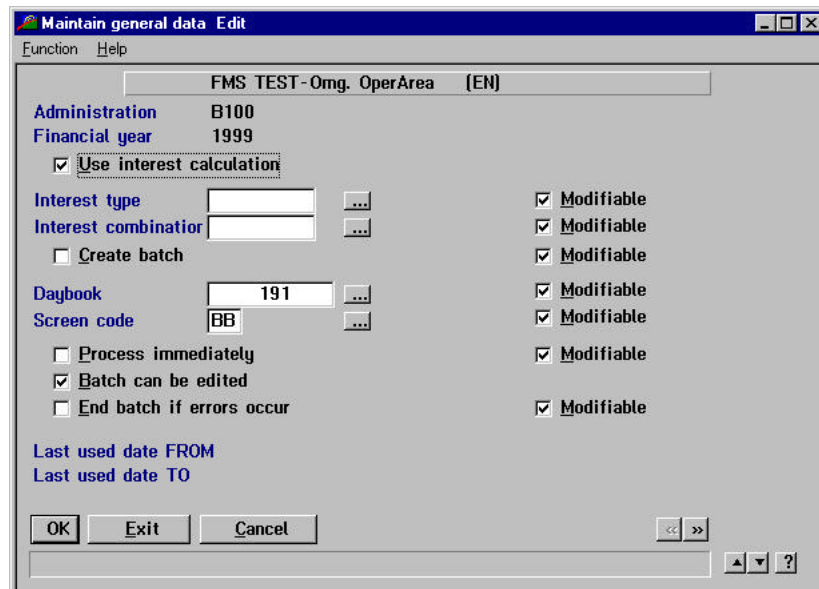 Maintain general data Edit
Function Help
FMS TEST-Omg. OperArea (EN)
Administration B100
Financial year 1999
Use interest calculation
Interest type ... Modifiable
Interest combinatior ... Modifiable
Create batch Modifiable
Daybook 191 ... Modifiable
Screen code BB ... Modifiable
Process immediately Modifiable
Batch can be edited
End batch if errors occur Modifiable
Last used date FROM
Last used date TO
OK Exit Cancel « »
?